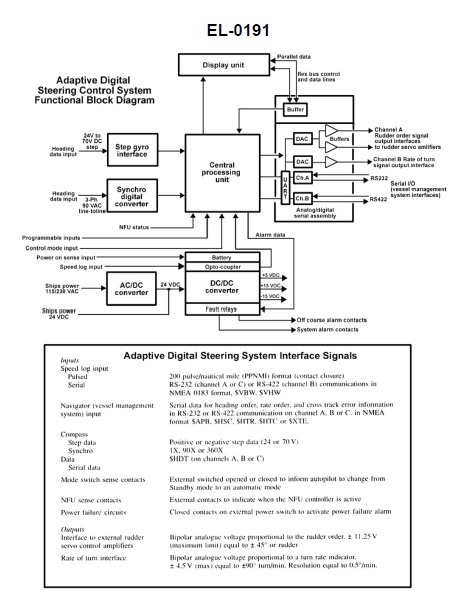 EL-0191
Adaptive Digital
Steering Control System
Functional Block Diagram
Display unit
Parallel data
flex bus control
and data lines
Buffer
24V to
70V DC
step
Heading
data input
Step gyro
interface
Central
processing
unit
DAC
Buffers
DAC
UART
Ch.A
Ch.B
Analog/digital
serial assembly
Channel A
Rudder order signal
output interfaces
to rudder servo amlifiers
Channel B Rate of turn
signal output interface
RS232
Serial I/O
(vessel management
system interfaces)
RS422
Heading
data input
3-Ph
90 VAC
line-toline
Synchro
digital
converter
NFU status
Alarm data
Programmable inputs
Control mode input
Power on sense input
Speed log input
Battery
Opto-coupler
Ships power
115/230 VAC
AC/DC
converter
24 VDC
DC/DC
converter
+5 VDC
+15 VDC
-15 VDC
Ships power
24 VDC
Fault relays
Off course alarm contacts
System alarm contacts
Adaptive Digital Steering System Interface Signals
Inputs
Speed log input
Pulsed 200 pulse/nautical mile (PPNMI) format (contact closure)
Serial RS-232 (channel A or C) or RS-422 (channel B) communications in
NMEA 0183 format, $VBW, $VHW
Navigator (vessel management Serial data for heading order, rate order, and cross track error information
system) input in RS-232 or RS-422 communication on channel A, B or C, in NMEA
format $APB, $HSC, $HTR, $HTC or $XTE.
Compass
Step data Positive or negative step data (24 or 70 V)
Synchro 1X, 90X or 360X
Data $HDT (on channels A, B or C)
Serial data
Mode switch sense contacts External switched opened or closed to inform autopilot to change from
Standby mode to an automatic mode
NFU sense contacts External contacts to indicate when the NFU controller is active
Power failure circuits Closed contacts on external power switch to activate power failure alarm
Outputs
Interface to external rudder Bipolar analogue voltage proportional to the rudder order. ± 11.25 V
servo control amplifiers (maximum limit) equal to ± 45° or rudder
Rate of turn interface Bipolar analogue voltage proportional to a turn rate indicator.
± 4.5 V (max) equal to ±90° turn/min. Resolution equal to 0.5°/min.